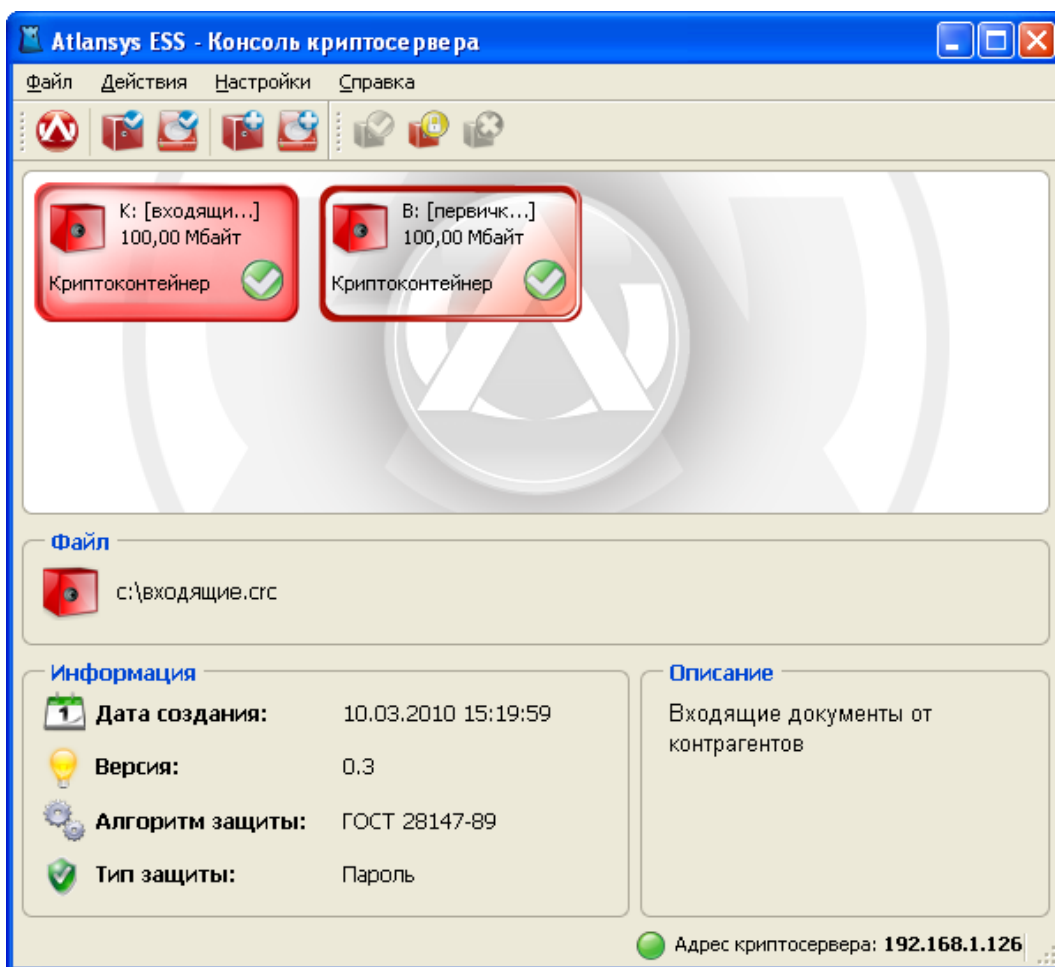 Atlansys ESS - Консоль криптосервера
Файл Действия Настройки Справка
K: [входящи...]
100,00 Мбайт
Криптоконтейнер
B: [первичк...]
100,00 Мбайт
Криптоконтейнер
Файл
c:\входящие.crc
Информация
1
Дата создания: 10.03.2010 15:19:59
Версия: 0.3
Алгоритм защиты: ГОСТ 28147-89
Тип защиты: Пароль
Описание
Входящие документы от
контрагентов
Адрес криптосервера: 192.168.1.126